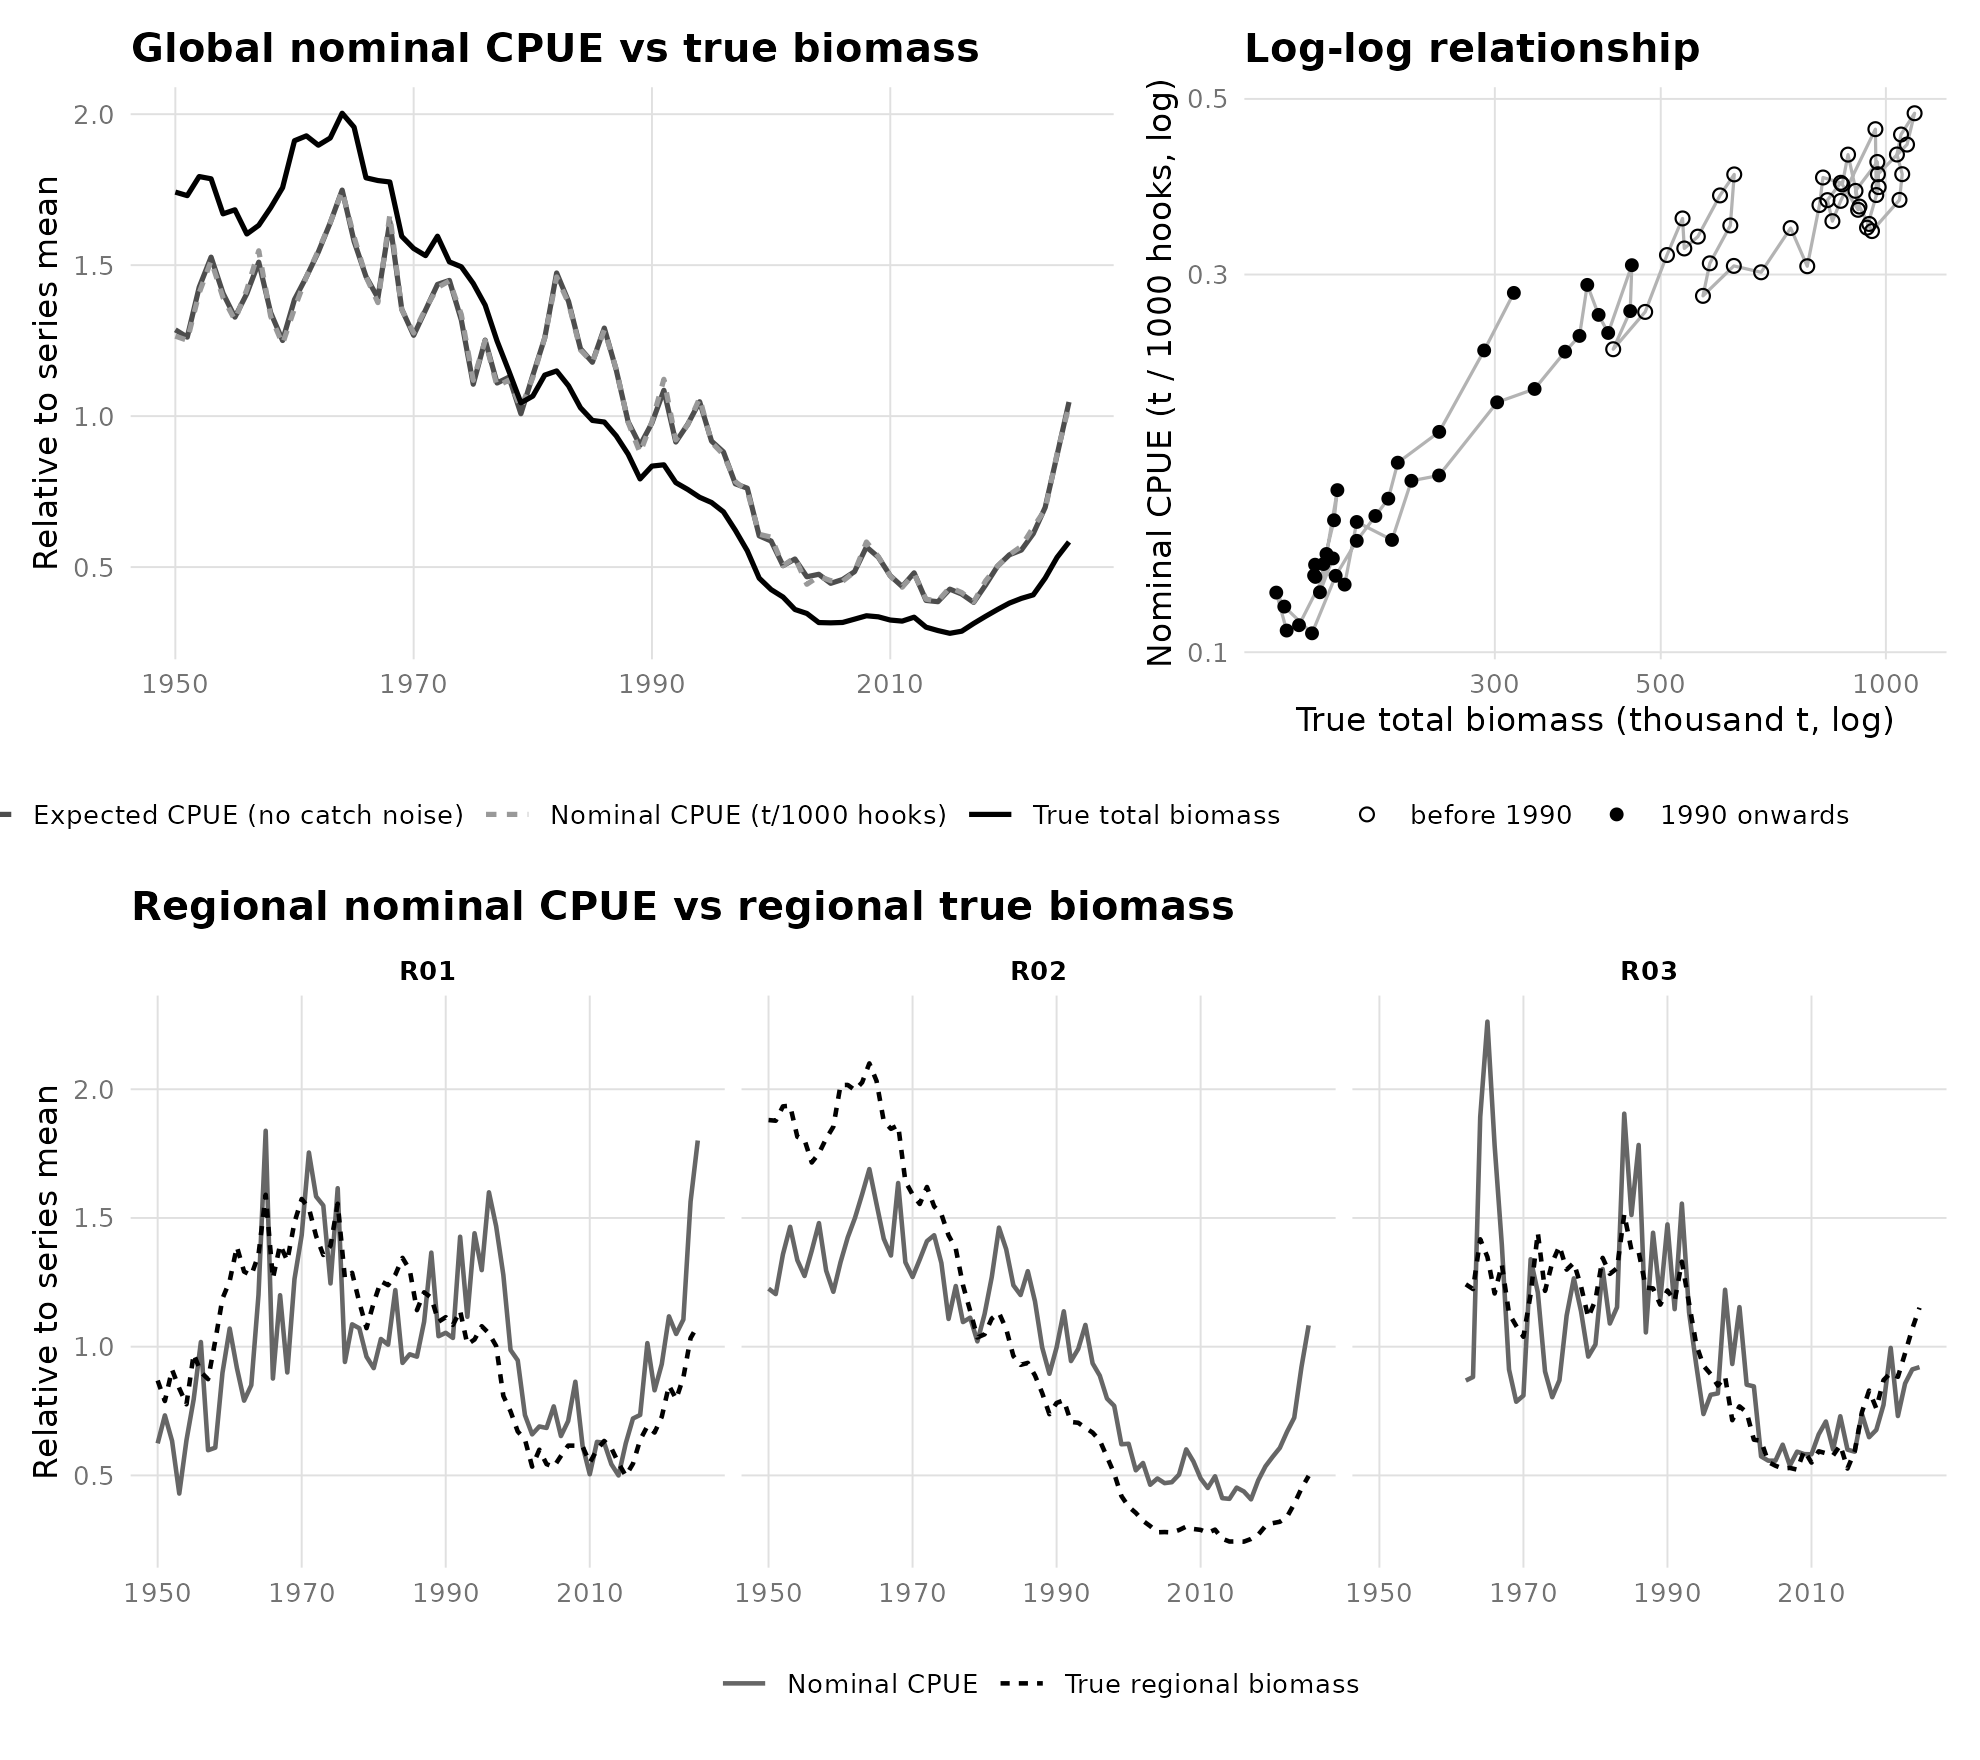 Global nominal CPUE vs true biomass
Relative to series mean
2.0
1.5
1.0
0.5
1950 1970 1990 2010
Log-log relationship
Nominal CPUE (t / 1000 hooks, log)
0.5
0.3
0.1
300 500 1000
True total biomass (thousand t, log)
Expected CPUE (no catch noise) Nominal CPUE (t/1000 hooks) True total biomass
before 1990 1990 onwards
Regional nominal CPUE vs regional true biomass
R01 R02 R03
Relative to series mean
2.0
1.5
1.0
0.5
1950 1970 1990 2010 1950 1970 1990 2010 1950 1970 1990 2010
Nominal CPUE True regional biomass